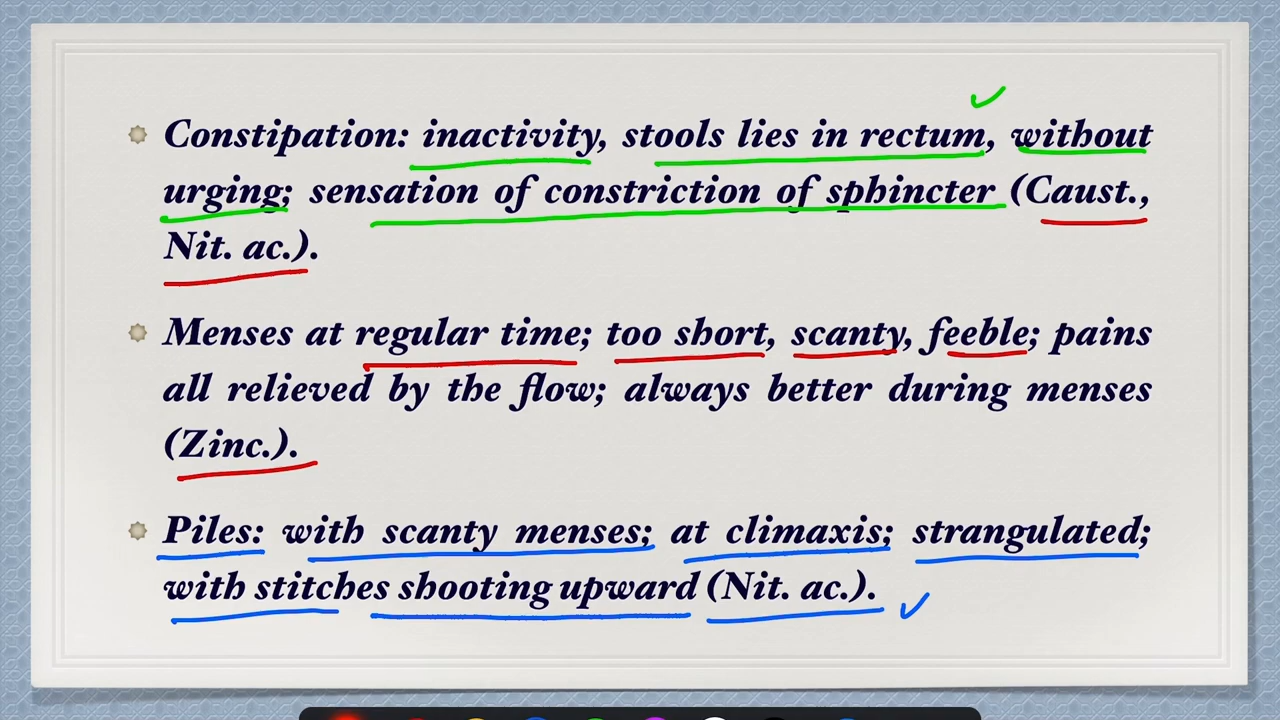 Constipation: inactivity, stools lies in rectum, without
urging; sensation of constriction of sphincter (Caust.,
Nit. ac.).
Menses at regular time; too short, scanty, feeble; pains
all relieved by the flow; always better during menses
(Zinc.).
Piles: with scanty menses; at climaxis; strangulated;
with stitches shooting upward (Nit. ac.).